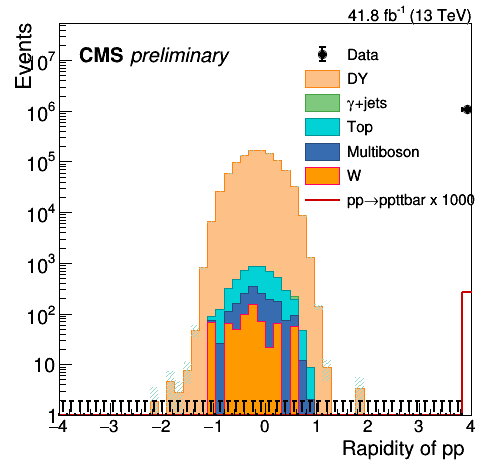 41.8 fb⁻¹ (13 TeV)
Events
CMS preliminary
Data
DY
γ+jets
Top
Multiboson
W
pp→ppttbar x 1000
10⁷
10⁶
10⁵
10⁴
10³
10²
10
1
−4 −3 −2 −1 0 1 2 3 4
Rapidity of pp